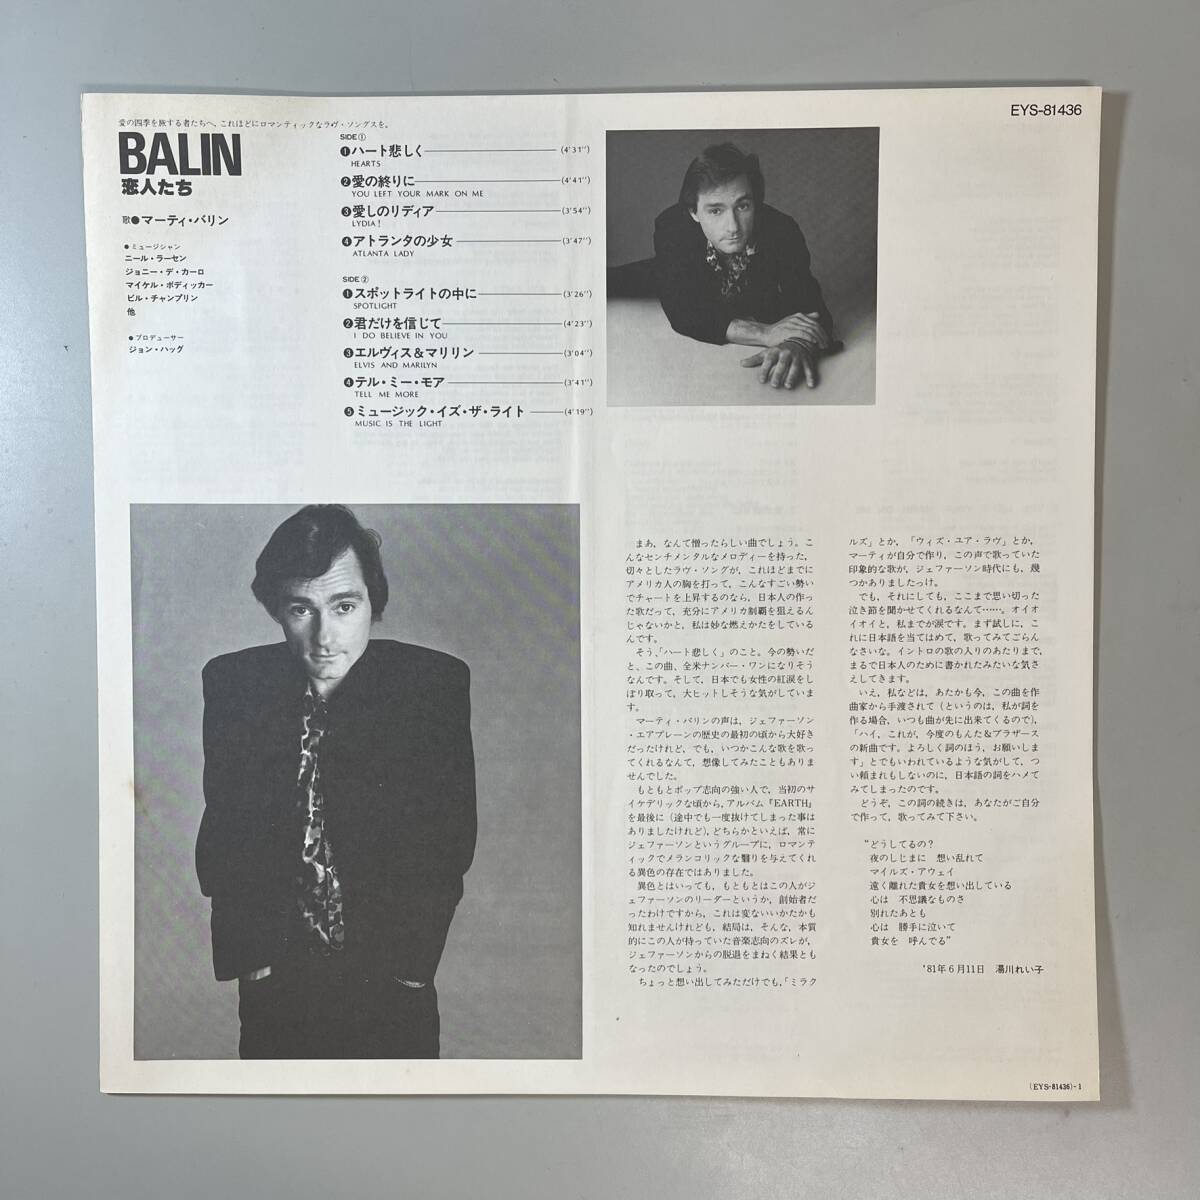 EYS-81436
愛の四季を旅する者たちへ、これほどにロマンティックなラヴ・ソングスを。
BALIN
恋人たち
歌●マーティ・バリン
●ミュージシャン
ニール・ラーセン
ジョニー・デ・カーロ
マイケル・ボディッカー
ビル・チャンプリン
他
●プロデューサー
ジョン・ハッグ
SIDE①
❶ハート悲しく (4'31")
HEARTS
❷愛の終りに (4'41")
YOU LEFT YOUR MARK ON ME
❸愛しのリディア (3'54")
LYDIA!
❹アトランタの少女 (3'47")
ATLANTA LADY
SIDE②
❶スポットライトの中に (3'26")
SPOTLIGHT
❷君だけを信じて (4'23")
I DO BELIEVE IN YOU
❸エルヴィス&マリリン (3'04")
ELVIS AND MARILYN
❹テル・ミー・モア (3'41")
TELL ME MORE
❺ミュージック・イズ・ザ・ライト (4'19")
MUSIC IS THE LIGHT
まあ，なんて憎ったらしい曲でしょう。こ
んなセンチメンタルなメロディーを持った，
切々としたラヴ・ソングが，これほどまでに
アメリカ人の胸を打って，こんなすごい勢い
でチャートを上昇するのなら，日本人の作っ
た歌だって，充分にアメリカ制覇を狙えるん
じゃないかと，私は妙な燃えかたをしている
んです。
そう，「ハート悲しく」のこと。今の勢いだ
と，この曲，全米ナンバー・ワンになりそう
なんです。そして，日本でも女性の紅涙をし
ぼり取って，大ヒットしそうな気がしていま
す。
マーティ・バリンの声は，ジェファーソン
・エアプレーンの歴史の最初の頃から大好き
だったけれど，でも，いつかこんな歌を歌っ
てくれるなんて，想像してみたこともありま
せんでした。
もともとポップ志向の強い人で，当初のサ
イケデリックな頃から，アルバム『EARTH』
を最後に（途中でも一度抜けてしまった事は
ありましたけれど），どちらかといえば，常に
ジェファーソンというグループに，ロマンテ
ィックでメランコリックな翳りを与えてくれ
る異色の存在ではありました。
異色とはいっても，もともとはこの人がジ
ェファーソンのリーダーというか，創始者だ
ったわけですから，これは変ないいかたかも
知れませんけれども，結局は，そんな，本質
的にこの人が持っていた音楽志向のズレが，
ジェファーソンからの脱退をまねく結果とも
なったのでしょう。
ちょっと想い出してみただけでも，「ミラク
ルズ」とか，「ウィズ・ユア・ラヴ」とか，
マーティが自分で作り，この声で歌っていた
印象的な歌が，ジェファーソン時代にも，幾
つかありましたっけ。
でも，それにしても，ここまで思い切った
泣き節を聞かせてくれるなんて……。オイオ
イオイと，私までが涙です。まず試しに，こ
れに日本語を当てはめて，歌ってみてごらん
なさいな。イントロの歌の入りのあたりまで，
まるで日本人のために書かれたみたいな気さ
えしてきます。
いえ，私などは，あたかも今，この曲を作
曲家から手渡されて（というのは，私が詞を
作る場合，いつも曲が先に出来てくるので），
「ハイ，これが，今度のもんた＆ブラザース
の新曲です。よろしく詞のほう，お願いしま
す」とでもいわれているような気がして，つ
い頼まれもしないのに，日本語の詞をハメて
みてしまったのです。
どうぞ，この詞の続きは，あなたがご自分
で作って，歌ってみて下さい。
“どうしてるの？
夜のしじまに　想い乱れて
マイルズ・アウェイ
遠く離れた貴女を想い出している
心は　不思議なものさ
別れたあとも
心は　勝手に泣いて
貴女を　呼んでる”
'81年6月11日　湯川れい子
(EYS-81436)-1